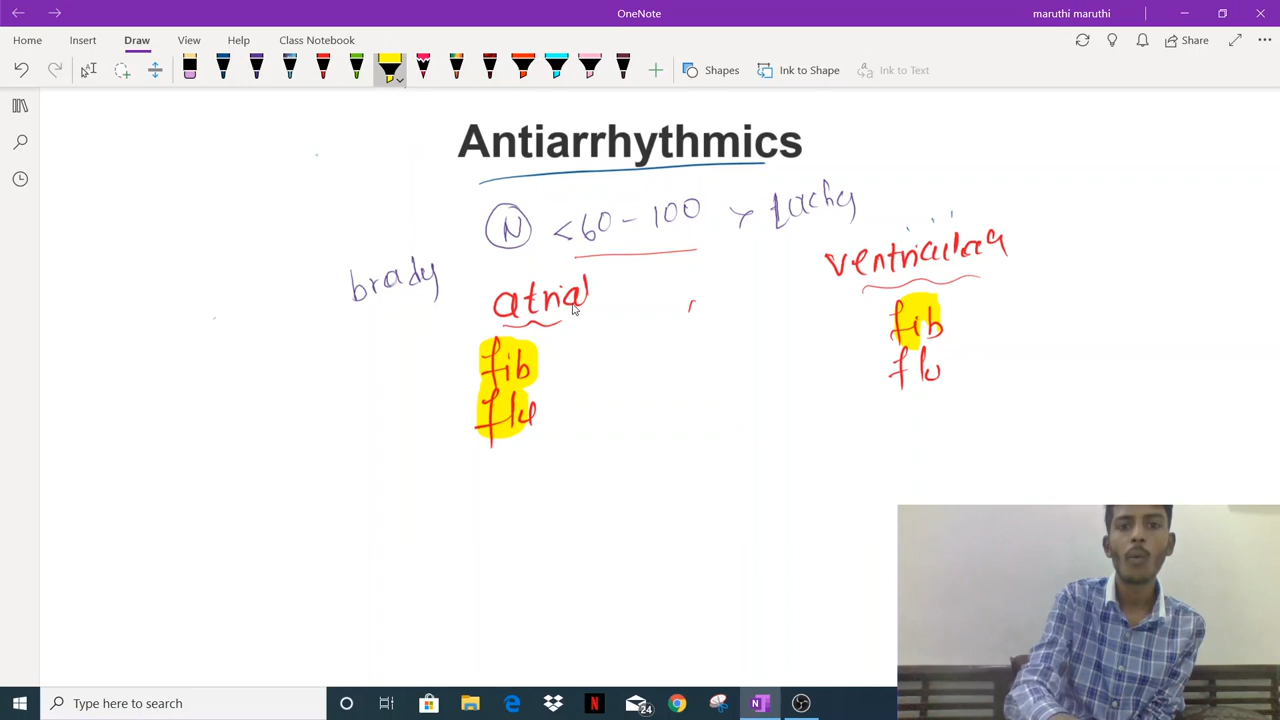 OneNote
maruthi maruthi
Home Insert Draw View Help Class Notebook
Share
Shapes Ink to Shape Ink to Text
Antiarrhythmics
N <60-100 > tachy
brady
atrial
fib
flu
ventricular
fib
flu
Type here to search
24
N